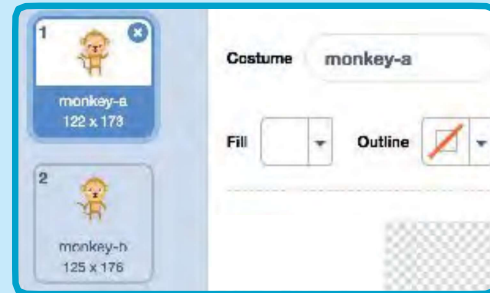 1
monkey-a
122 x 173
2
monkey-b
125 x 176
Costume
monkey-a
Fill
Outline